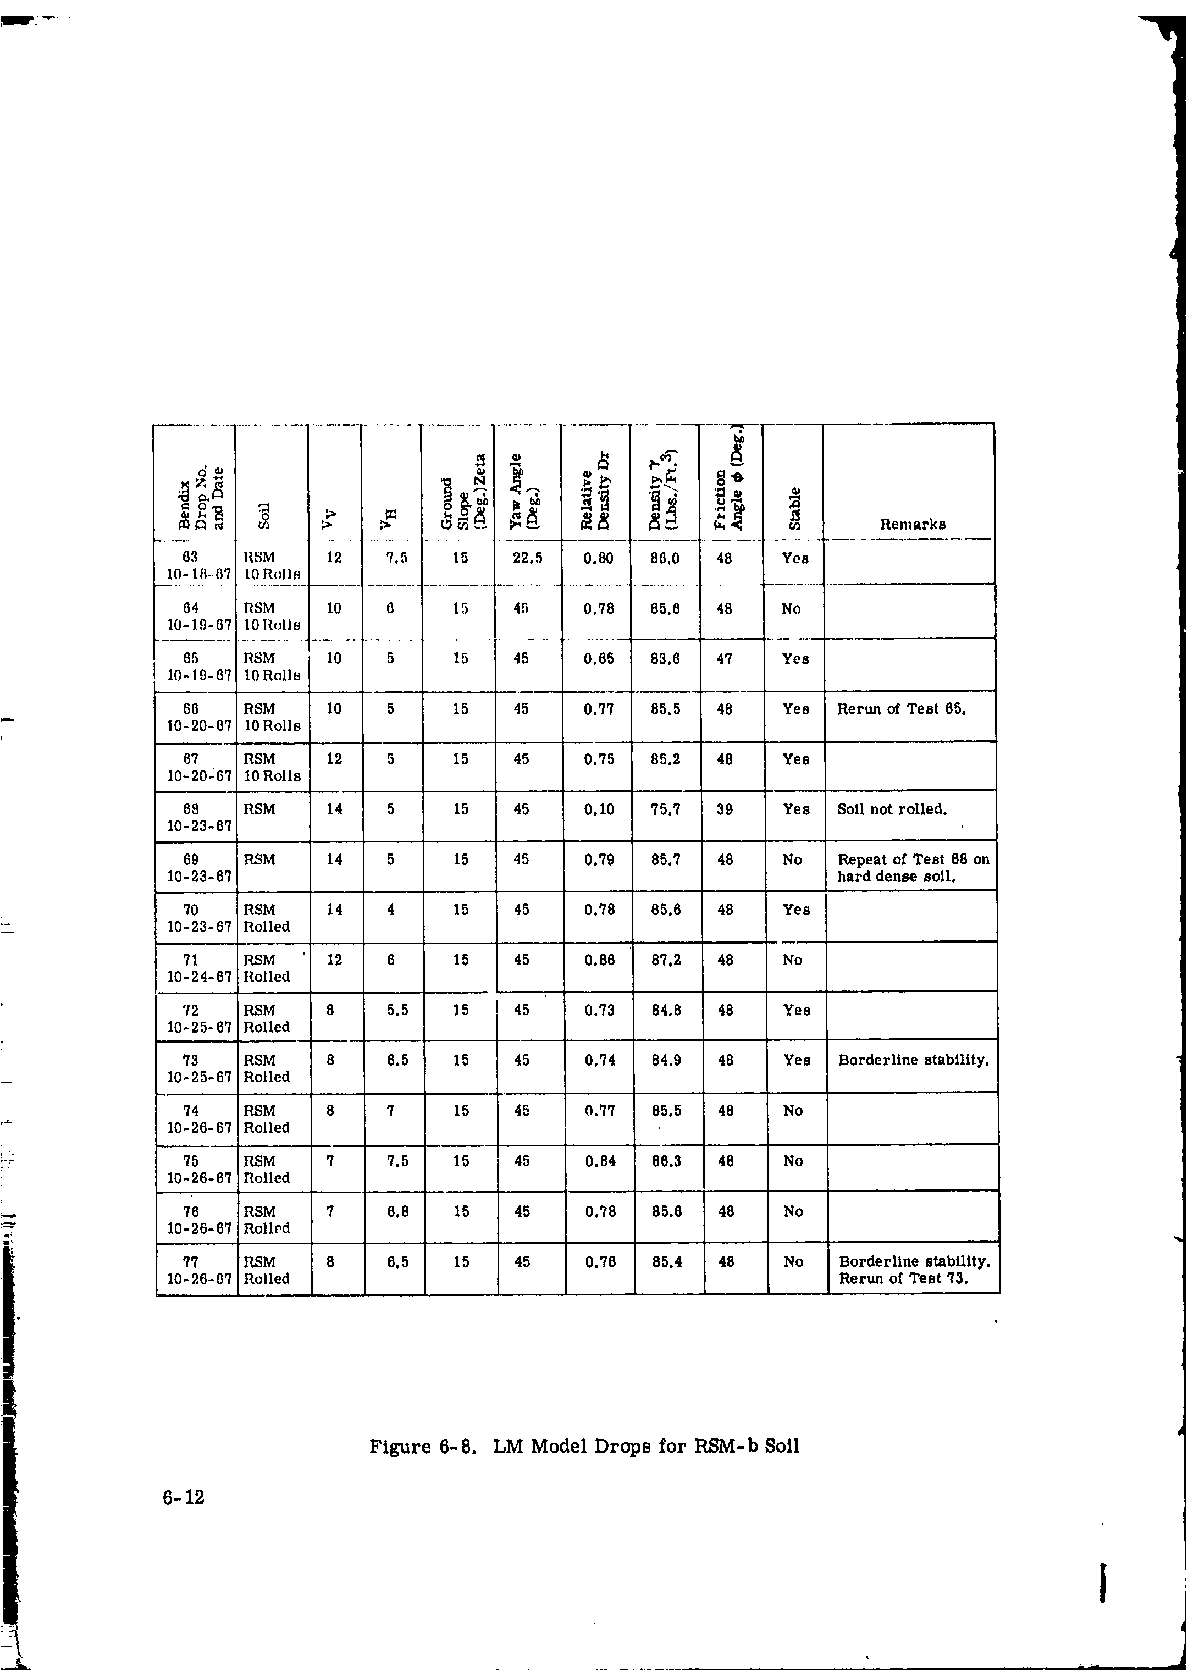 Bendix Drop No. and Date | Soil | VV | VH | Ground Slope (Deg.)Zeta | Yaw Angle (Deg.) | Relative Density Dr | Density γ (Lbs./Ft.3) | Friction Angle ϕ (Deg.) | Stable | Remarks
63 RSM 12 7.5 15 22.5 0.80 86.0 48 Yes
10-18-67 10 Rolls
64 RSM 10 6 15 45 0.78 85.6 48 No
10-19-67 10 Rolls
65 RSM 10 5 15 45 0.65 83.6 47 Yes
10-19-67 10 Rolls
66 RSM 10 5 15 45 0.77 85.5 48 Yes Rerun of Test 65.
10-20-67 10 Rolls
67 RSM 12 5 15 45 0.75 85.2 48 Yes
10-20-67 10 Rolls
68 RSM 14 5 15 45 0.10 75.7 39 Yes Soil not rolled.
10-23-67
69 RSM 14 5 15 45 0.79 85.7 48 No Repeat of Test 68 on
10-23-67 hard dense soil.
70 RSM 14 4 15 45 0.78 85.6 48 Yes
10-23-67 Rolled
71 RSM 12 6 15 45 0.88 87.2 48 No
10-24-67 Rolled
72 RSM 8 5.5 15 45 0.73 84.8 48 Yes
10-25-67 Rolled
73 RSM 8 6.5 15 45 0.74 84.9 48 Yes Borderline stability.
10-25-67 Rolled
74 RSM 8 7 15 45 0.77 85.5 48 No
10-26-67 Rolled
75 RSM 7 7.5 15 45 0.84 86.3 48 No
10-26-67 Rolled
76 RSM 7 6.8 15 45 0.78 85.6 48 No
10-26-67 Rolled
77 RSM 8 6.5 15 45 0.76 85.4 48 No Borderline stability.
10-26-67 Rolled Rerun of Test 73.
Figure 6-8. LM Model Drops for RSM-b Soil
6-12